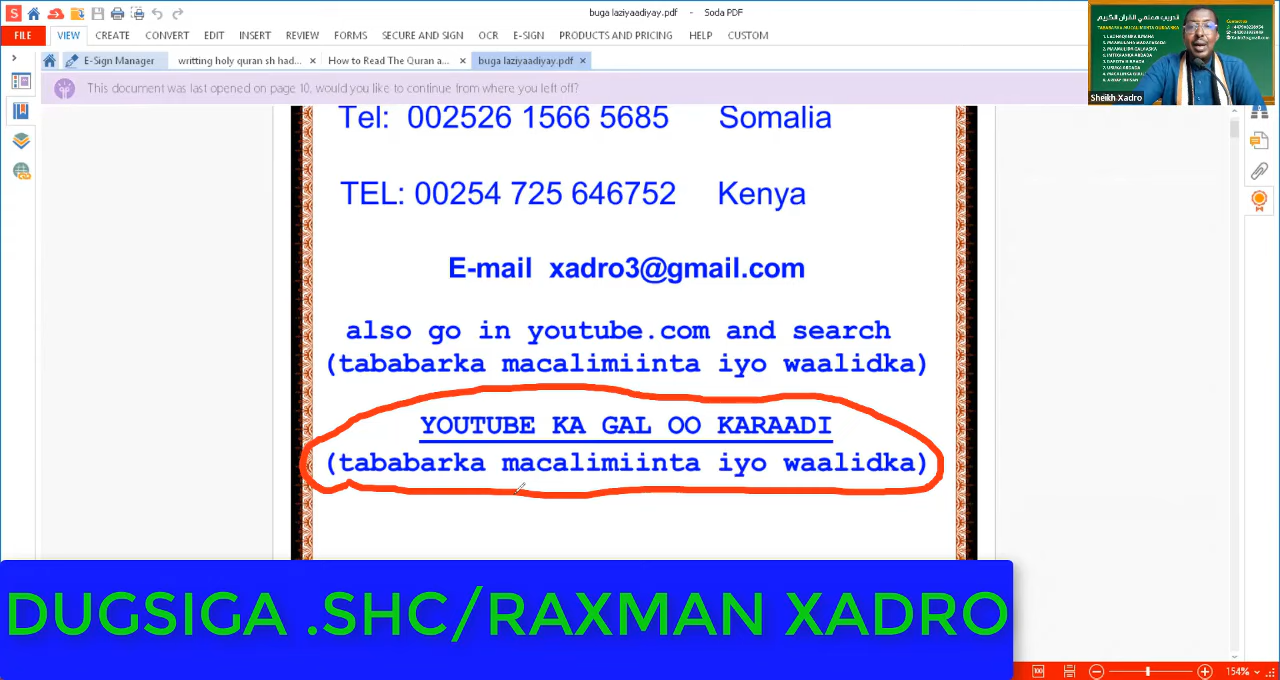 buga laziyaadiyay.pdf - Soda PDF
FILE VIEW CREATE CONVERT EDIT INSERT REVIEW FORMS SECURE AND SIGN OCR E-SIGN PRODUCTS AND PRICING HELP CUSTOM
E-Sign Manager writting holy quran sh had... How to Read The Quran a... buga laziyaadiyay.pdf
This document was last opened on page 10, would you like to continue from where you left off?
Sheikh Xadro
Tel: 002526 1566 5685 Somalia
TEL: 00254 725 646752 Kenya
E-mail xadro3@gmail.com
also go in youtube.com and search
(tababarka macalimiinta iyo waalidka)
YOUTUBE KA GAL OO KARAADI
(tababarka macalimiinta iyo waalidka)
DUGSIGA .SHC/RAXMAN XADRO
154%